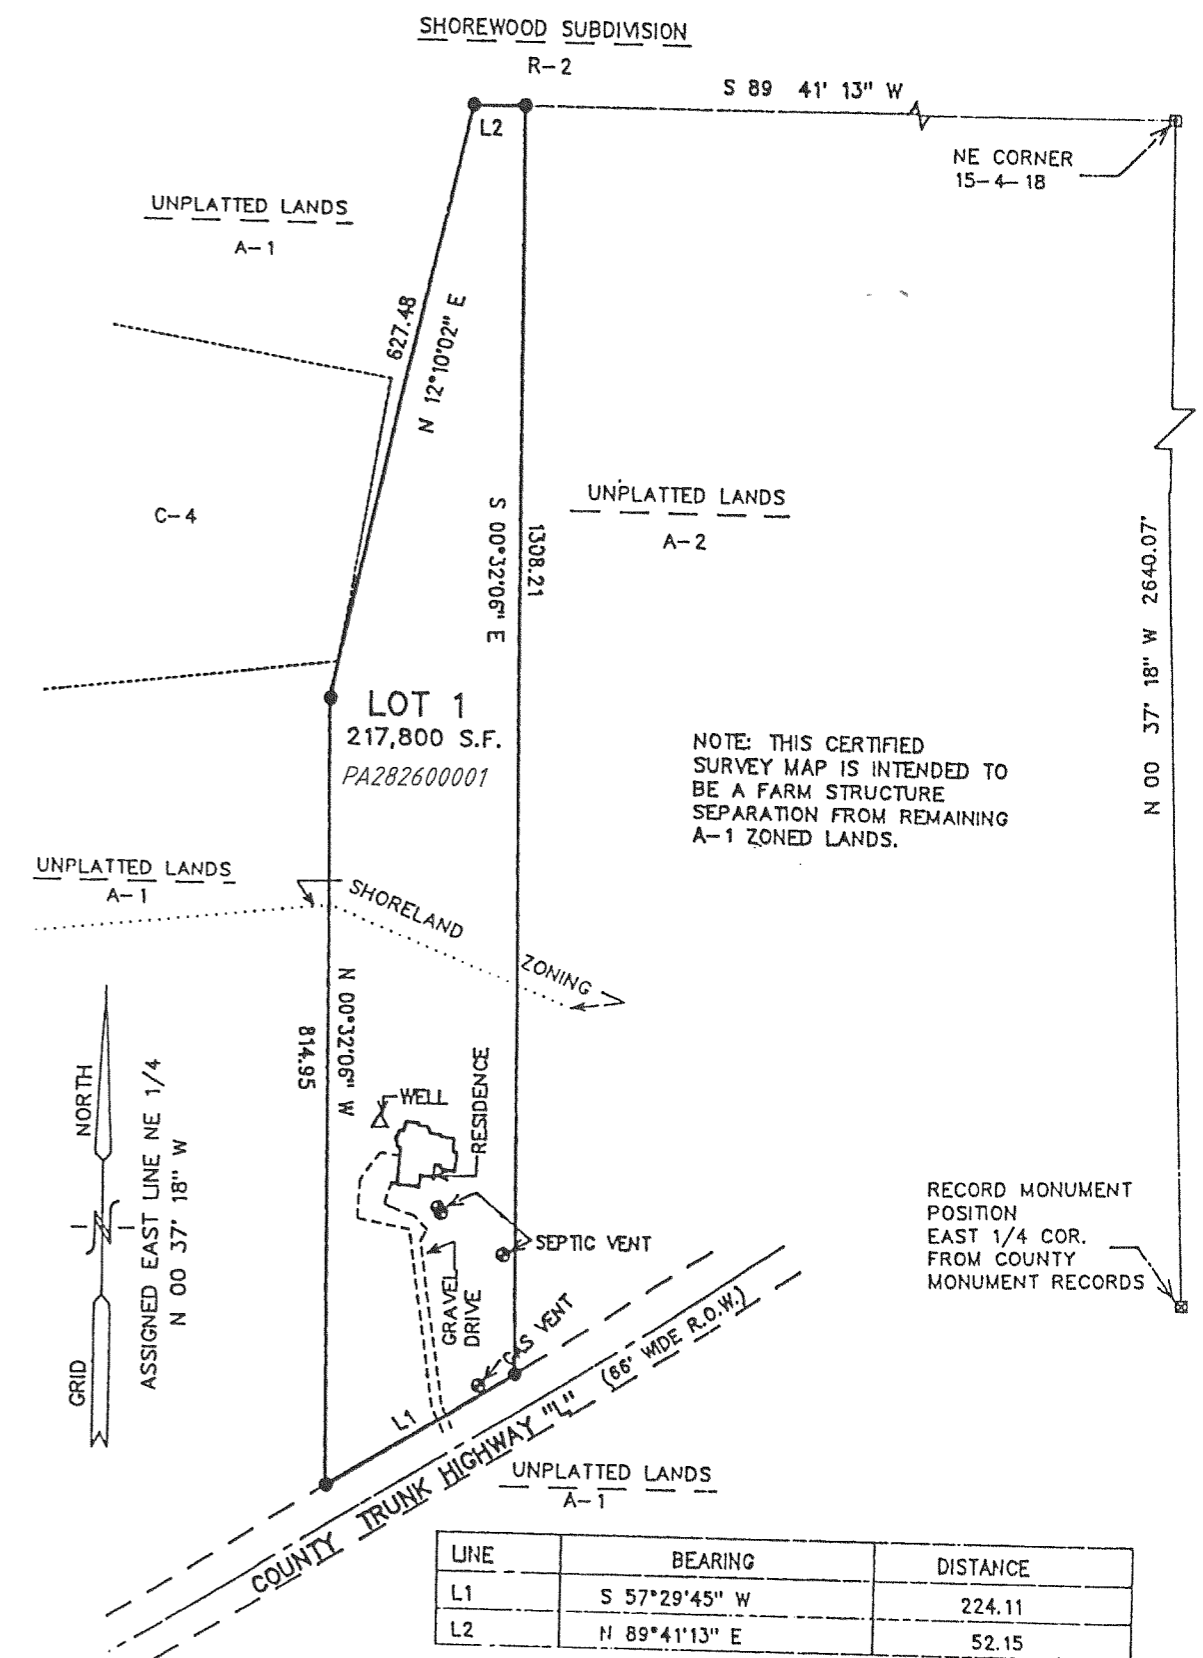 SHOREWOOD SUBDIVISION
R-2
S 89 41' 13" W
L2
NE CORNER
15-4-18
UNPLATTED LANDS
A-1
627.48
N 12°10'02" E
C-4
UNPLATTED LANDS
A-2
S 00°32'06" E
1308.21
N 00 37' 18" W 2640.07'
LOT 1
217,800 S.F.
PA282600001
NOTE: THIS CERTIFIED
SURVEY MAP IS INTENDED TO
BE A FARM STRUCTURE
SEPARATION FROM REMAINING
A-1 ZONED LANDS.
UNPLATTED LANDS
A-1
SHORELAND
ZONING
N 00°32'06" W
814.95
NORTH
GRID
N
ASSIGNED EAST LINE NE 1/4
N 00 37' 18" W
WELL
RESIDENCE
SEPTIC VENT
GRAVEL
DRIVE
GAS VENT
L1
RECORD MONUMENT
POSITION
EAST 1/4 COR.
FROM COUNTY
MONUMENT RECORDS
COUNTY TRUNK HIGHWAY "L" (66' WIDE R.O.W.)
UNPLATTED LANDS
A-1
LINE BEARING DISTANCE
L1 S 57°29'45" W 224.11
L2 N 89°41'13" E 52.15